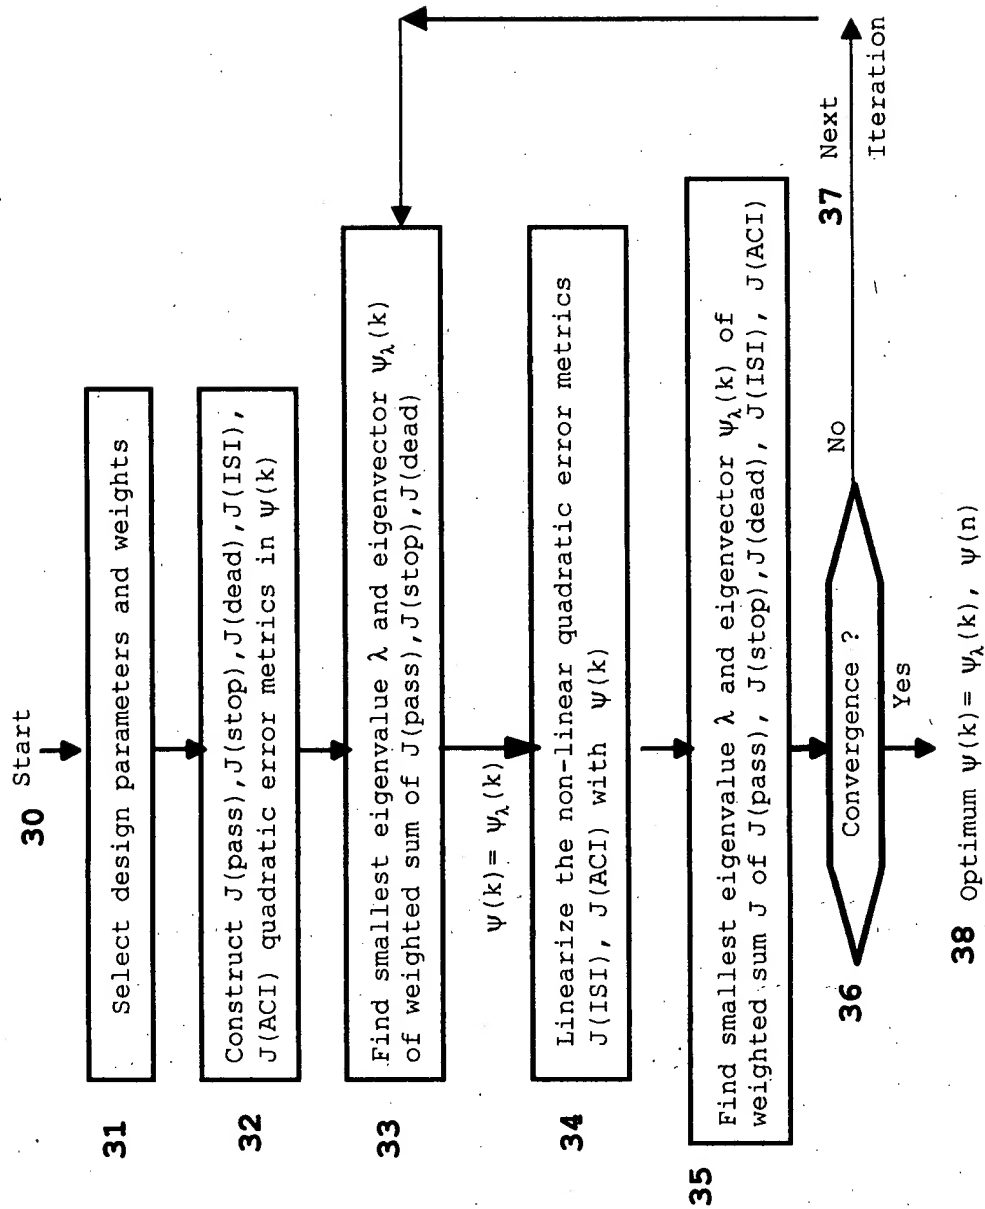 30 Start
31 Select design parameters and weights
32 Construct J(pass),J(stop),J(dead),J(ISI),
J(ACI) quadratic error metrics in ψ(k)
33 Find smallest eigenvalue λ and eigenvector ψλ(k)
of weighted sum of J(pass),J(stop),J(dead)
ψ(k)= ψλ(k)
34 Linearize the non-linear quadratic error metrics
J(ISI), J(ACI) with ψ(k)
35 Find smallest eigenvalue λ and eigenvector ψλ(k) of
weighted sum J of J(pass), J(stop),J(dead), J(ISI), J(ACI)
36 Convergence ?
No
37 Next
Iteration
Yes
38 Optimum ψ(k)= ψλ(k), ψ(n)